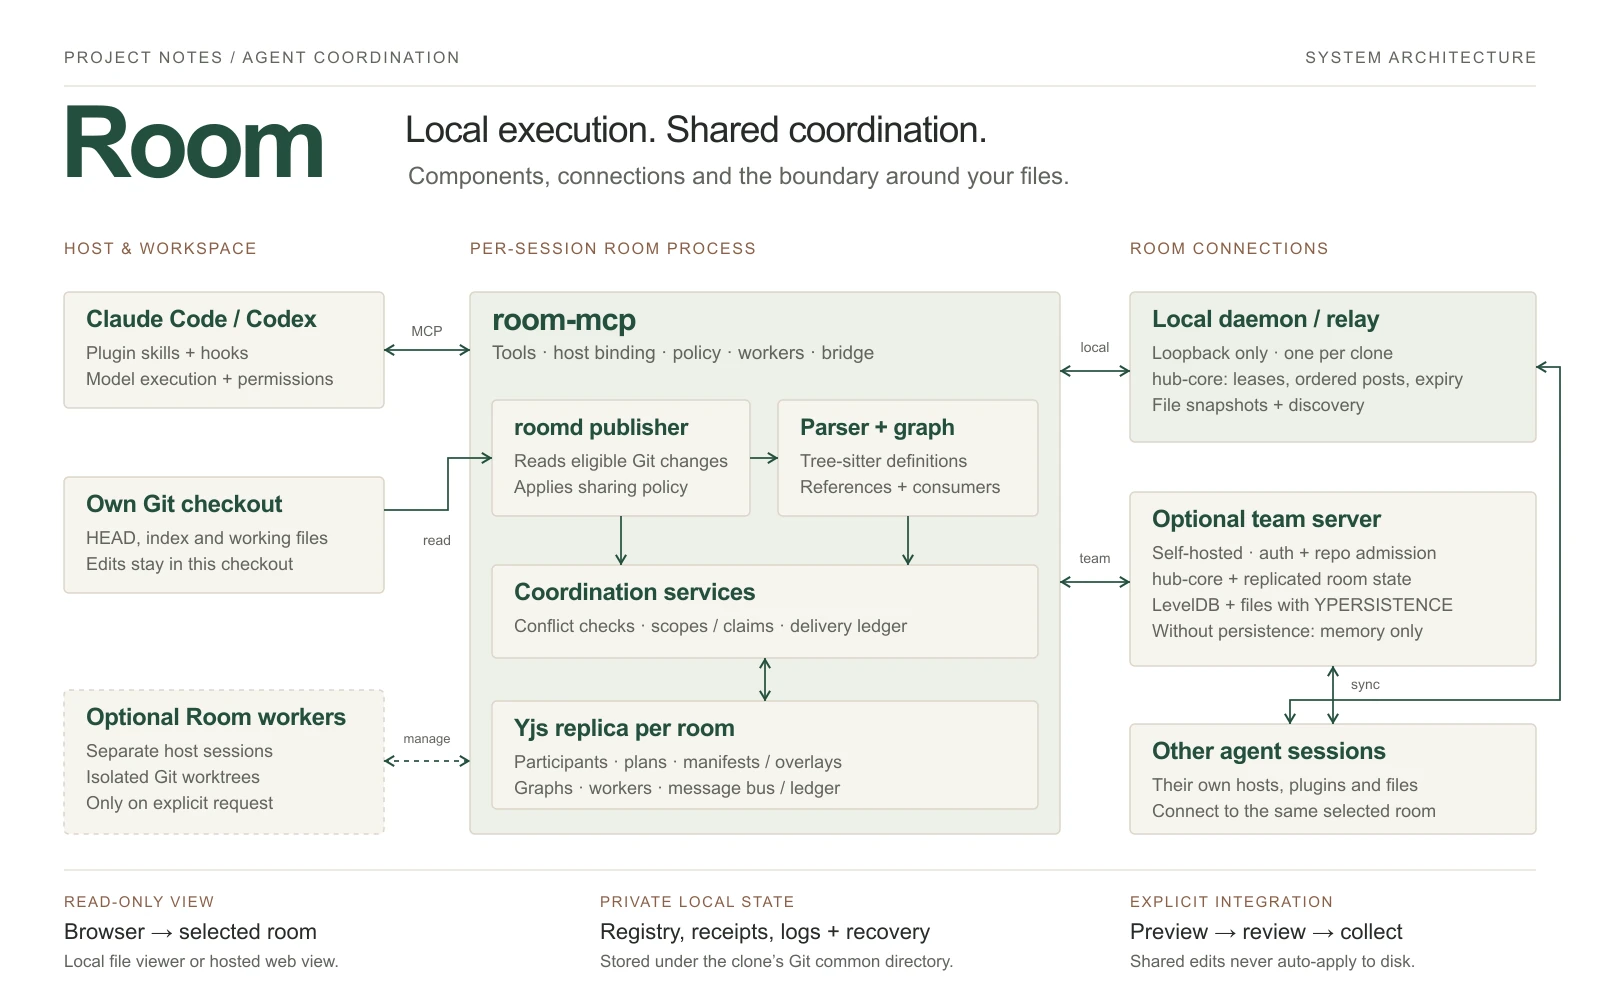 PROJECT NOTES / AGENT COORDINATION
SYSTEM ARCHITECTURE
Room
Local execution. Shared coordination.
Components, connections and the boundary around your files.
HOST & WORKSPACE
PER-SESSION ROOM PROCESS
ROOM CONNECTIONS
Claude Code / Codex
Plugin skills + hooks
Model execution + permissions
MCP
Own Git checkout
HEAD, index and working files
Edits stay in this checkout
read
Optional Room workers
Separate host sessions
Isolated Git worktrees
Only on explicit request
manage
room-mcp
Tools · host binding · policy · workers · bridge
roomd publisher
Reads eligible Git changes
Applies sharing policy
Parser + graph
Tree-sitter definitions
References + consumers
Coordination services
Conflict checks · scopes / claims · delivery ledger
Yjs replica per room
Participants · plans · manifests / overlays
Graphs · workers · message bus / ledger
local
team
Local daemon / relay
Loopback only · one per clone
hub-core: leases, ordered posts, expiry
File snapshots + discovery
Optional team server
Self-hosted · auth + repo admission
hub-core + replicated room state
LevelDB + files with YPERSISTENCE
Without persistence: memory only
sync
Other agent sessions
Their own hosts, plugins and files
Connect to the same selected room
READ-ONLY VIEW
Browser → selected room
Local file viewer or hosted web view.
PRIVATE LOCAL STATE
Registry, receipts, logs + recovery
Stored under the clone’s Git common directory.
EXPLICIT INTEGRATION
Preview → review → collect
Shared edits never auto-apply to disk.